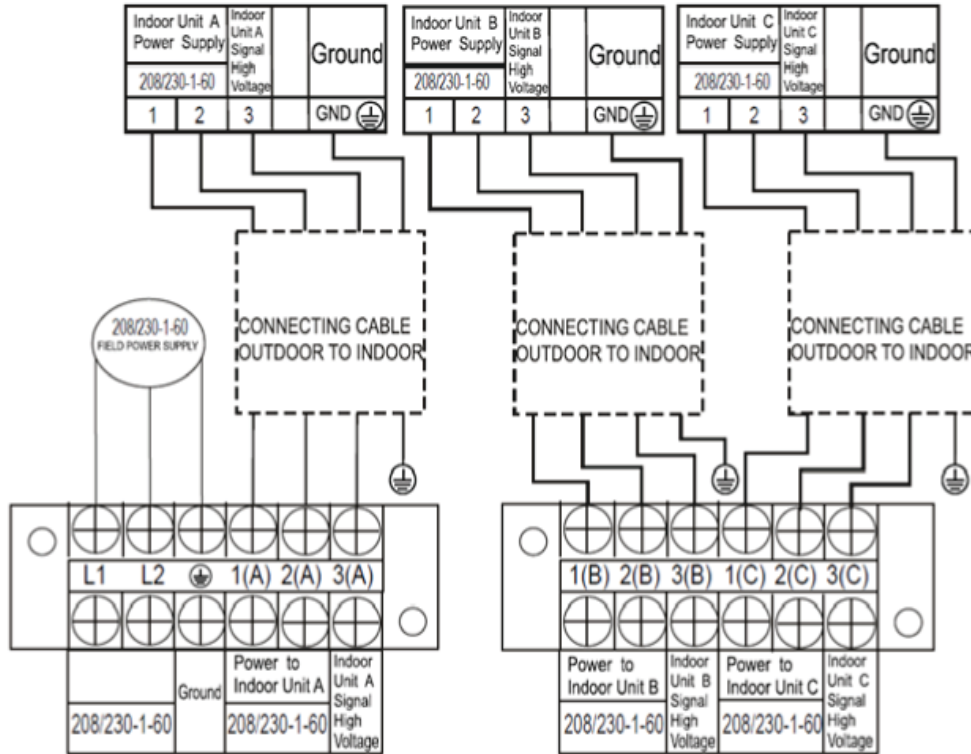 Indoor Unit A
Power Supply
208/230-1-60
Indoor
Unit A
Signal
High
Voltage
Ground
1 2 3 GND
Indoor Unit B
Power Supply
208/230-1-60
Indoor
Unit B
Signal
High
Voltage
Ground
1 2 3 GND
Indoor Unit C
Power Supply
208/230-1-60
Indoor
Unit C
Signal
High
Voltage
Ground
1 2 3 GND
208/230-1-60
FIELD POWER SUPPLY
CONNECTING CABLE
OUTDOOR TO INDOOR
CONNECTING CABLE
OUTDOOR TO INDOOR
CONNECTING CABLE
OUTDOOR TO INDOOR
L1 L2 1(A) 2(A) 3(A)
1(B) 2(B) 3(B) 1(C) 2(C) 3(C)
208/230-1-60
Ground
Power to
Indoor Unit A
208/230-1-60
Indoor
Unit A
Signal
High
Voltage
Power to
Indoor Unit B
208/230-1-60
Indoor
Unit B
Signal
High
Voltage
Power to
Indoor Unit C
208/230-1-60
Indoor
Unit C
Signal
High
Voltage